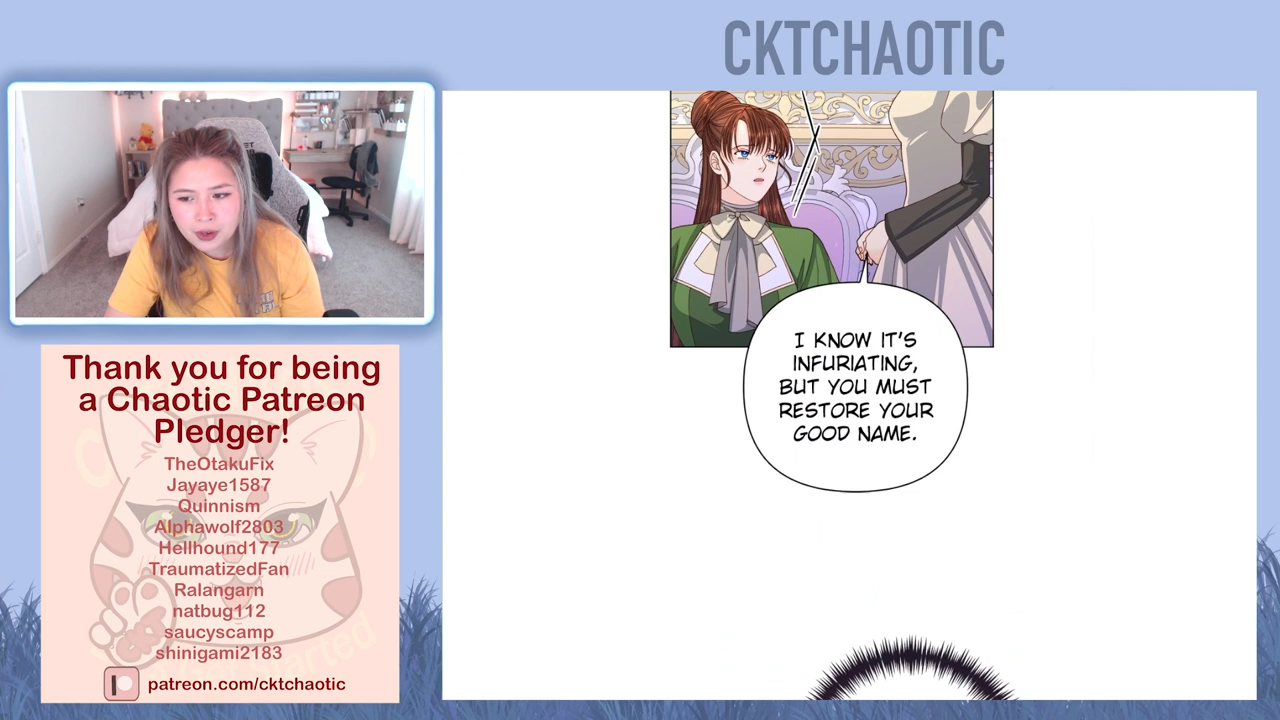 CKTCHAOTIC
I KNOW IT'S
INFURIATING,
BUT YOU MUST
RESTORE YOUR
GOOD NAME.
Thank you for being
a Chaotic Patreon
Pledger!
TheOtakuFix
Jayaye1587
Quinnism
Alphawolf2803
Hellhound177
TraumatizedFan
Ralangarn
natbug112
saucyscamp
shinigami2183
patreon.com/cktchaotic